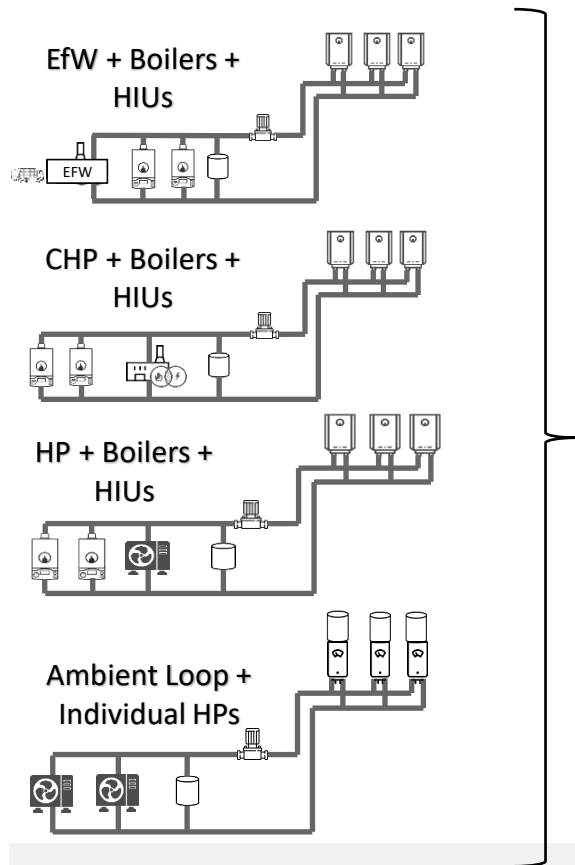 EfW + Boilers +
HIUs
EFW
CHP + Boilers +
HIUs
HP + Boilers +
HIUs
Ambient Loop +
Individual HPs